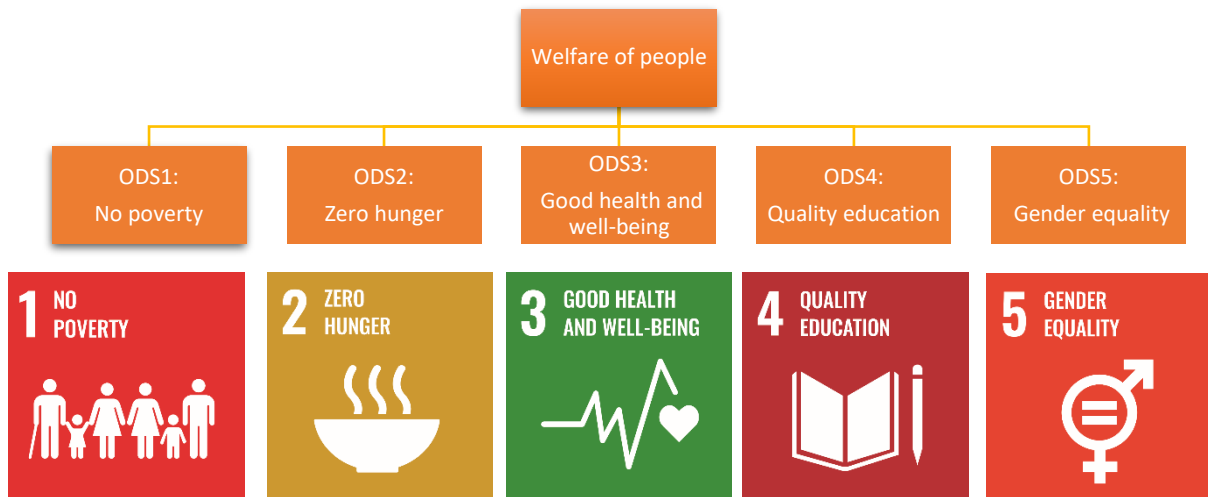 Welfare of people
ODS1:
No poverty
ODS2:
Zero hunger
ODS3:
Good health and
well-being
ODS4:
Quality education
ODS5:
Gender equality
1 NO
POVERTY
2 ZERO
HUNGER
3 GOOD HEALTH
AND WELL-BEING
4 QUALITY
EDUCATION
5 GENDER
EQUALITY